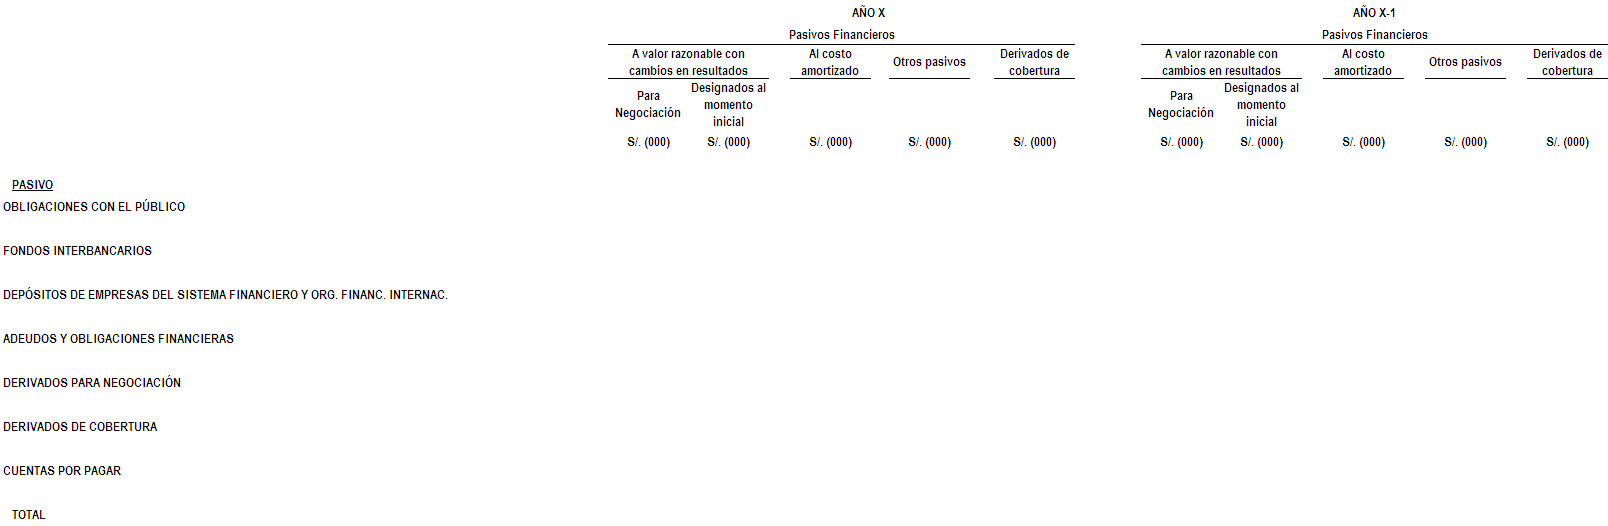 AÑO X AÑO X-1
Pasivos Financieros Pasivos Financieros
A valor razonable con Al costo Otros pasivos Derivados de A valor razonable con Al costo Otros pasivos Derivados de
cambios en resultados amortizado cobertura cambios en resultados amortizado cobertura
Para Designados al Para Designados al
Negociación momento Negociación momento
inicial inicial
S/. (000) S/. (000) S/. (000) S/. (000) S/. (000) S/. (000) S/. (000) S/. (000) S/. (000) S/. (000)
PASIVO
OBLIGACIONES CON EL PÚBLICO
FONDOS INTERBANCARIOS
DEPÓSITOS DE EMPRESAS DEL SISTEMA FINANCIERO Y ORG. FINANC. INTERNAC.
ADEUDOS Y OBLIGACIONES FINANCIERAS
DERIVADOS PARA NEGOCIACIÓN
DERIVADOS DE COBERTURA
CUENTAS POR PAGAR
TOTAL